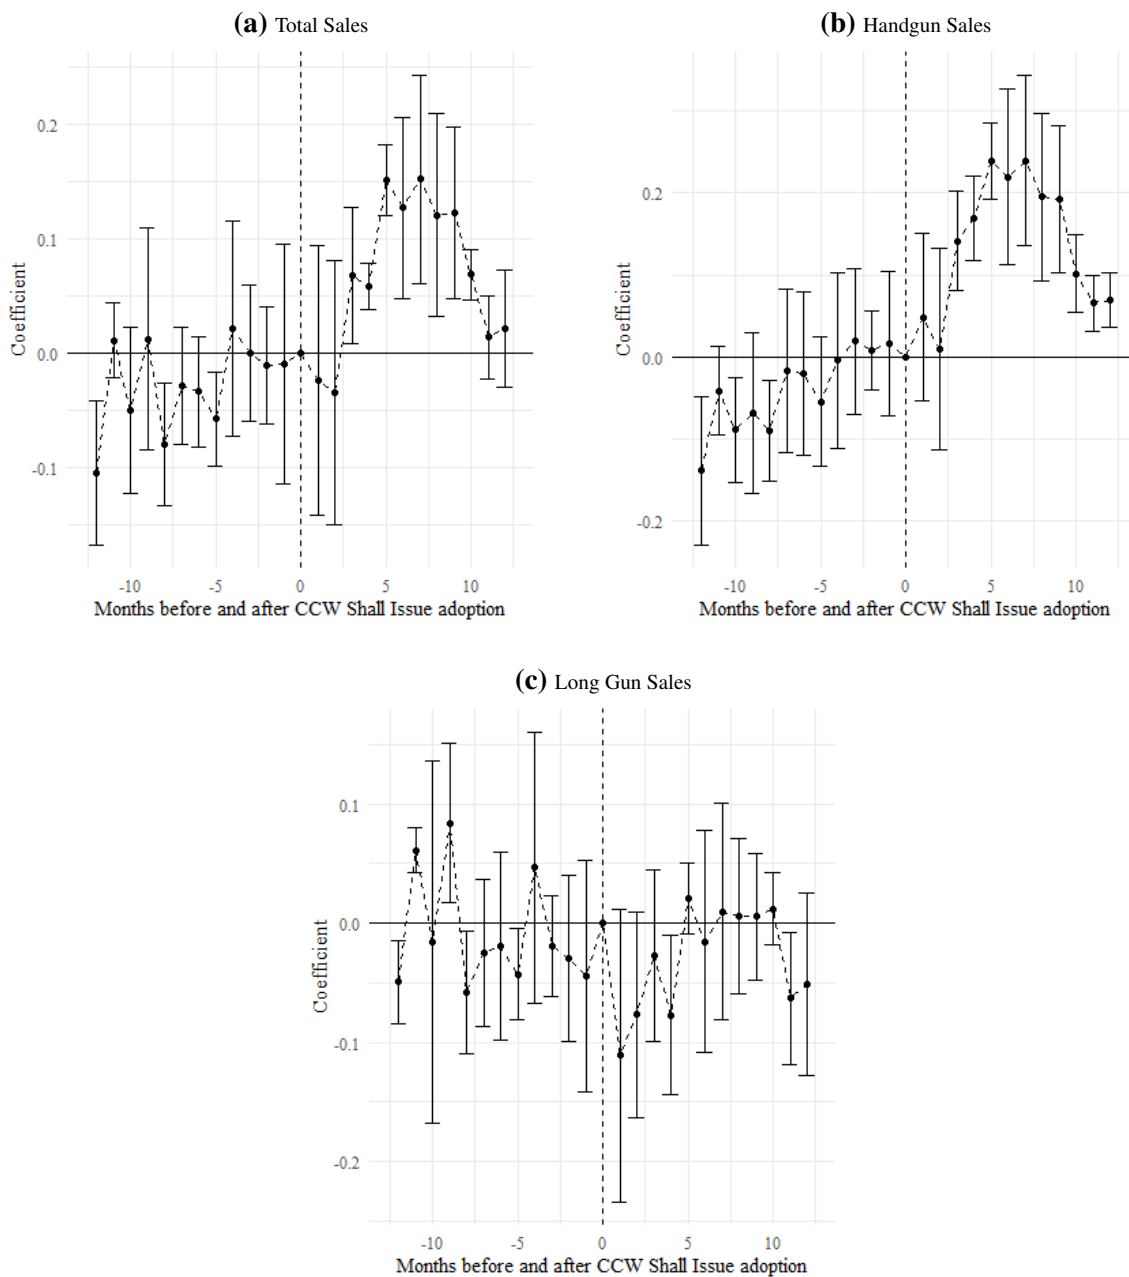 (a) Total Sales
Coefficient
0.2
0.1
0.0
-0.1
-10 -5 0 5 10
Months before and after CCW Shall Issue adoption
(b) Handgun Sales
Coefficient
0.2
0.0
-0.2
-10 -5 0 5 10
Months before and after CCW Shall Issue adoption
(c) Long Gun Sales
Coefficient
0.1
0.0
-0.1
-0.2
-10 -5 0 5 10
Months before and after CCW Shall Issue adoption